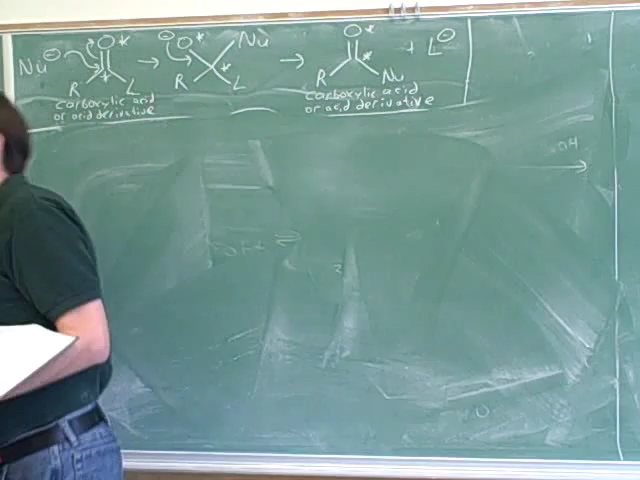 Nu⊖ O* → ⊖O* Nu → O* + L⊖
R * L R * L R * Nu
carboxylic acid
or acid derivative
carboxylic acid
or acid derivative